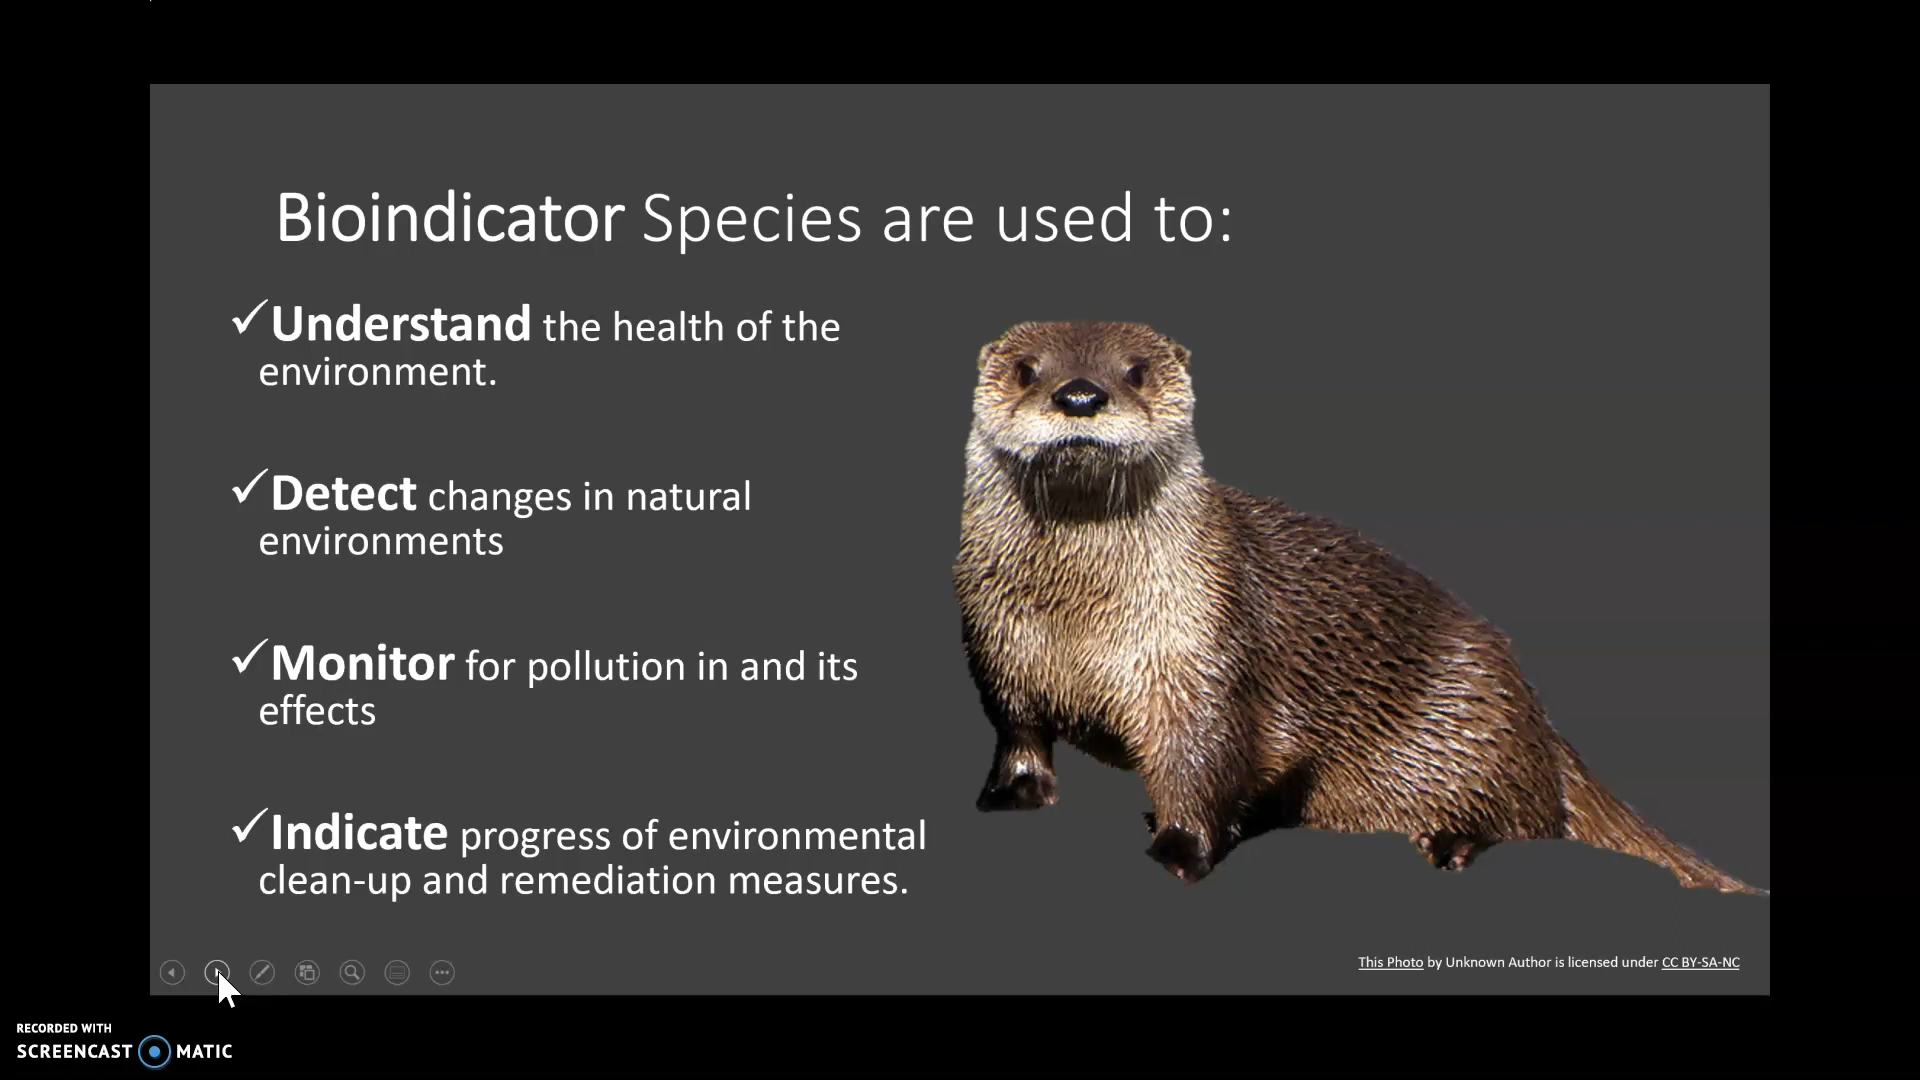 Bioindicator Species are used to:
✓Understand the health of the
environment.
✓Detect changes in natural
environments
✓Monitor for pollution in and its
effects
✓Indicate progress of environmental
clean-up and remediation measures.
This Photo by Unknown Author is licensed under CC BY-SA-NC
RECORDED WITH
SCREENCAST MATIC